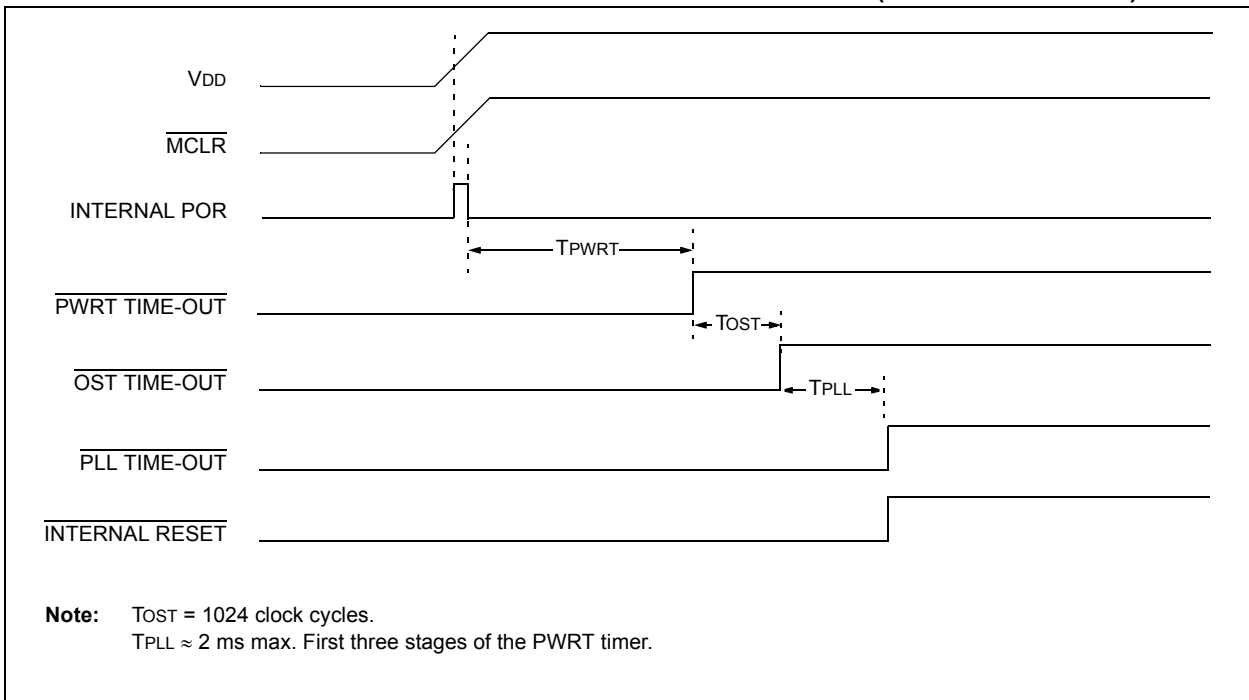 VDD
MCLR
INTERNAL POR
TPWRT
PWRT TIME-OUT
TOST
OST TIME-OUT
TPLL
PLL TIME-OUT
INTERNAL RESET
Note: TOST = 1024 clock cycles.
TPLL ≈ 2 ms max. First three stages of the PWRT timer.